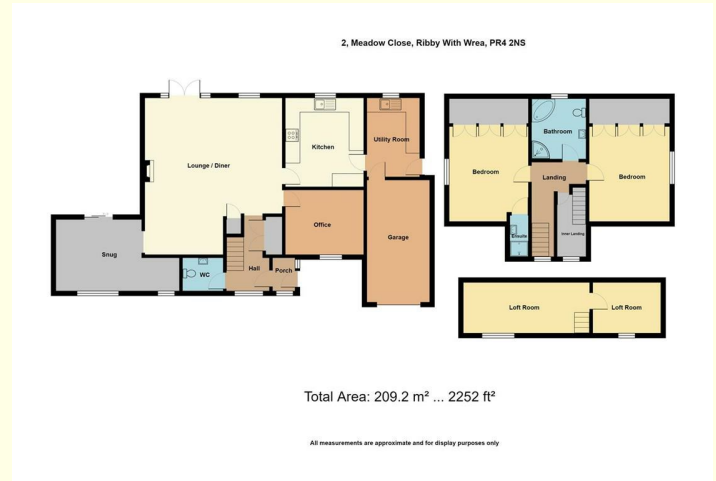 2, Meadow Close, Ribby With Wrea, PR4 2NS
Lounge / Diner
Kitchen
Utility Room
Snug
WC
Hall
Porch
Office
Garage
Bedroom
Bathroom
Landing
Bedroom
Ensuite
Inner Landing
Loft Room
Loft Room
Total Area: 209.2 m² ... 2252 ft²
All measurements are approximate and for display purposes only